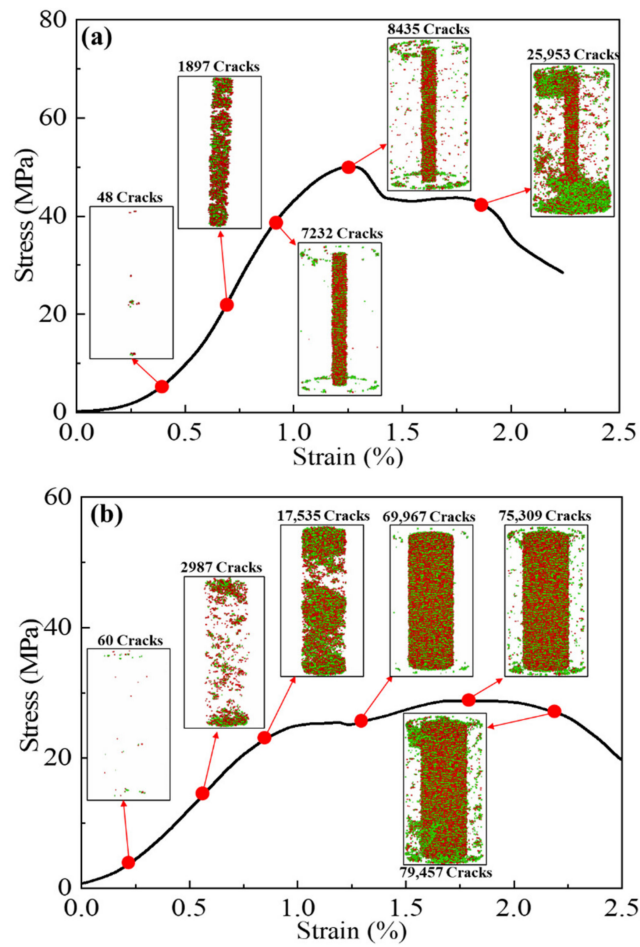 (a)
80
60
40
20
0
Stress (MPa)
48 Cracks
1897 Cracks
7232 Cracks
8435 Cracks
25,953 Cracks
0.0 0.5 1.0 1.5 2.0 2.5
Strain (%)
(b)
60
40
20
0
Stress (MPa)
60 Cracks
2987 Cracks
17,535 Cracks
69,967 Cracks
75,309 Cracks
79,457 Cracks
0.0 0.5 1.0 1.5 2.0 2.5
Strain (%)